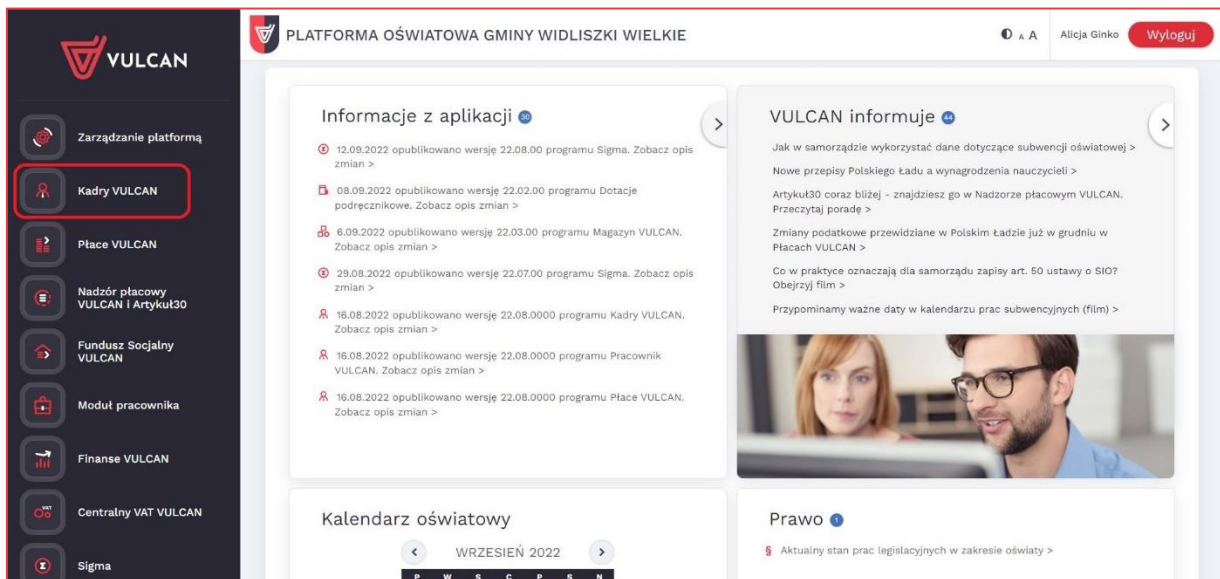 VULCAN
PLATFORMA OŚWIATOWA GMINY WIDLISZKI WIELKIE
A A
Alicja Ginko
Wyloguj
Zarządzanie platformą
Kadry VULCAN
Płace VULCAN
Nadzór płacowy
VULCAN i Artykuł30
Fundusz Socjalny
VULCAN
Moduł pracownika
Finanse VULCAN
VAT
Centralny VAT VULCAN
Sigma
Informacje z aplikacji 30
12.09.2022 opublikowano wersję 22.08.00 programu Sigma. Zobacz opis
zmian >
08.09.2022 opublikowano wersję 22.02.00 programu Dotacje
podręcznikowe. Zobacz opis zmian >
6.09.2022 opublikowano wersję 22.03.00 programu Magazyn VULCAN.
Zobacz opis zmian >
29.08.2022 opublikowano wersję 22.07.00 programu Sigma. Zobacz opis
zmian >
16.08.2022 opublikowano wersję 22.08.0000 programu Kadry VULCAN.
Zobacz opis zmian >
16.08.2022 opublikowano wersję 22.08.0000 programu Pracownik
VULCAN. Zobacz opis zmian >
16.08.2022 opublikowano wersję 22.08.0000 programu Płace VULCAN.
Zobacz opis zmian >
VULCAN informuje 44
Jak w samorządzie wykorzystać dane dotyczące subwencji oświatowej >
Nowe przepisy Polskiego Ładu a wynagrodzenia nauczycieli >
Artykuł30 coraz bliżej - znajdziesz go w Nadzorze płacowym VULCAN.
Przeczytaj poradę >
Zmiany podatkowe przewidziane w Polskim Ładzie już w grudniu w
Płacach VULCAN >
Co w praktyce oznaczają dla samorządu zapisy art. 50 ustawy o SIO?
Obejrzyj film >
Przypominamy ważne daty w kalendarzu prac subwencyjnych (film) >
Kalendarz oświatowy
WRZESIEŃ 2022
P W S C P S N
Prawo 1
§ Aktualny stan prac legislacyjnych w zakresie oświaty >